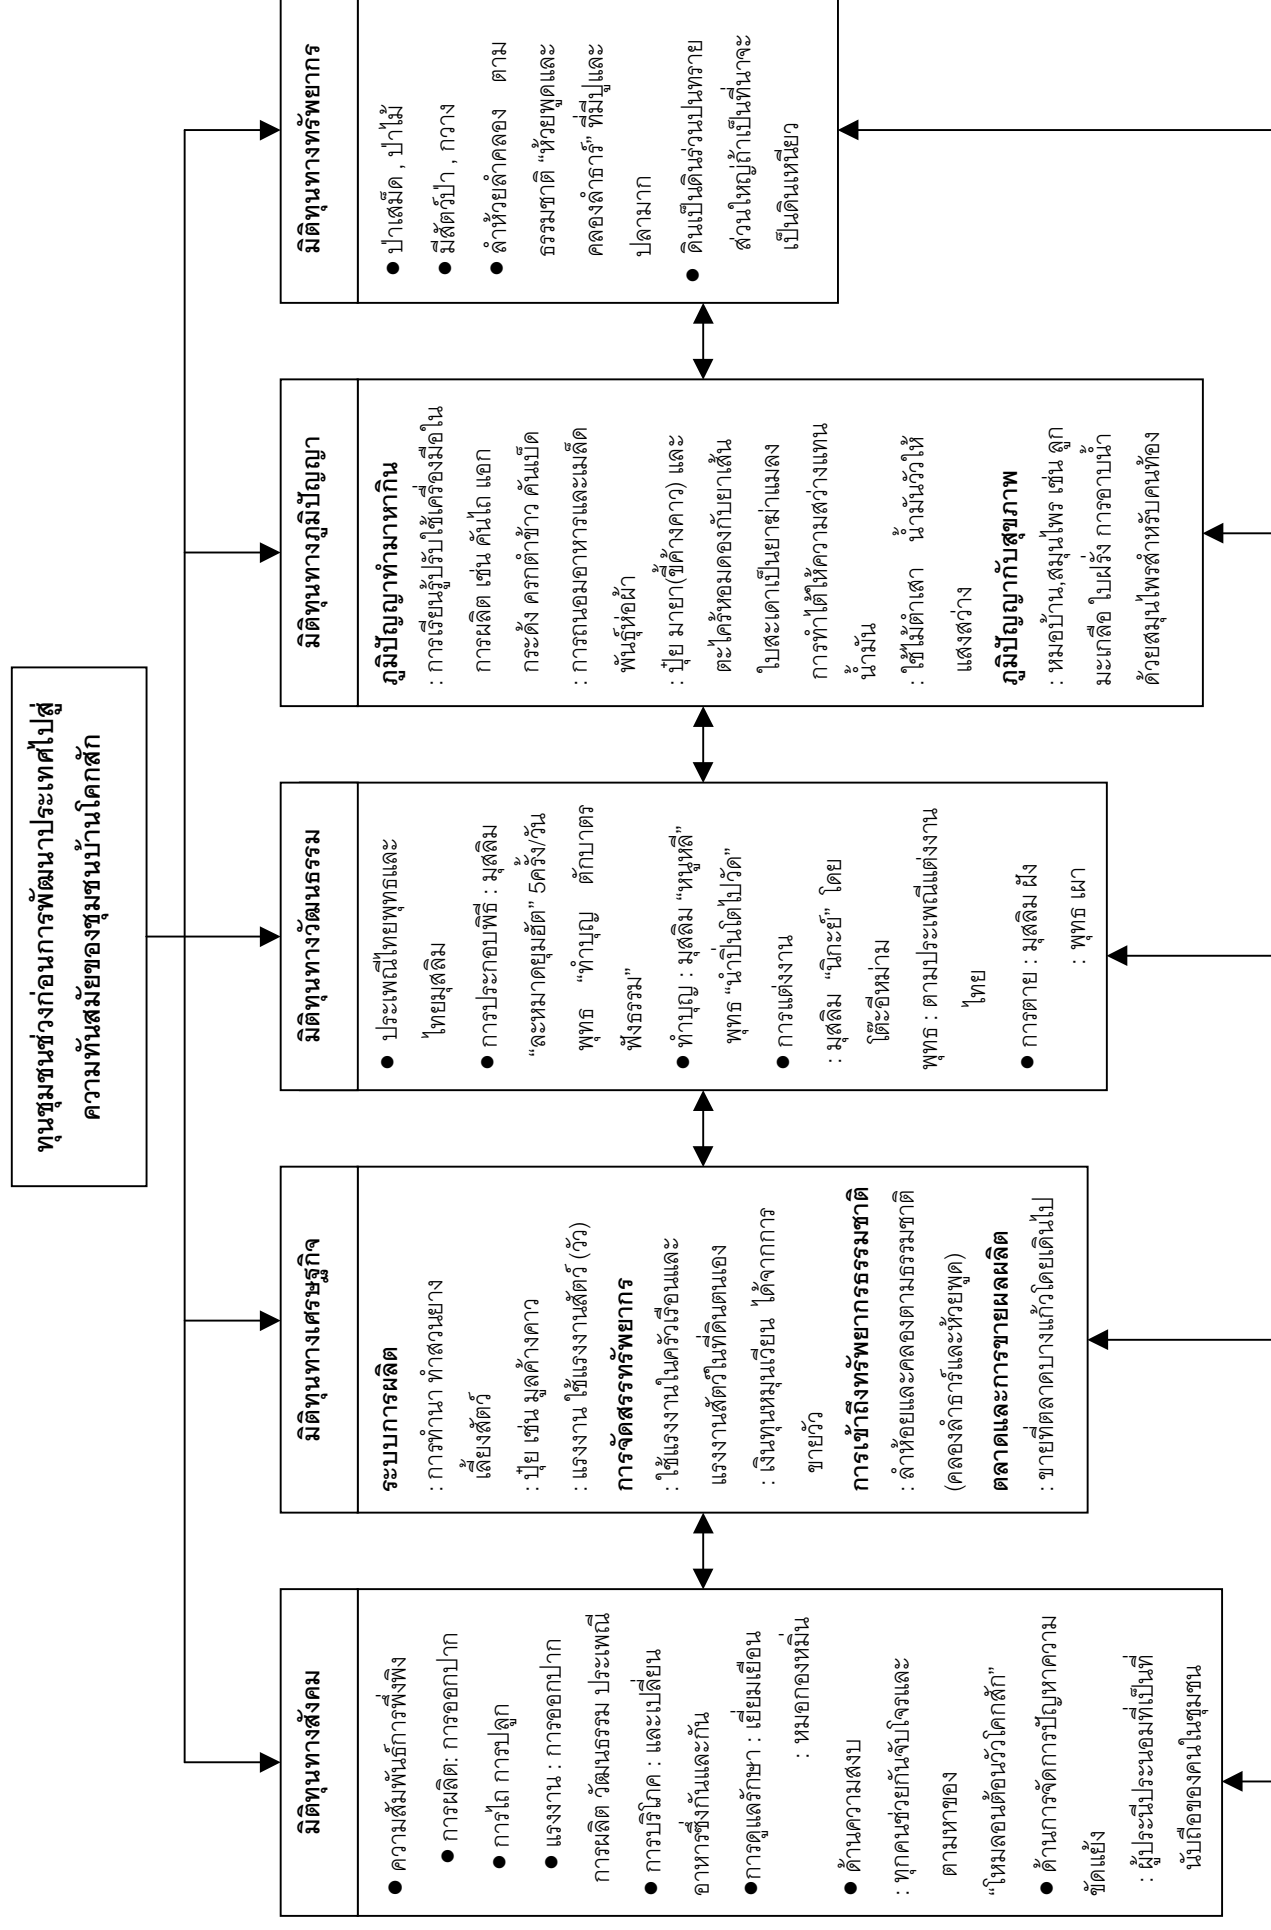 ทุนชุมชนช่วงก่อนการพัฒนาประเทศไปสู่
ความทันสมัยของชุมชนบ้านโคกสัก
มิติทุนทางสังคม
● ความสัมพันธ์การพึ่งพิง
● การผลิต: การออกปาก
● การไถ การปลูก
● แรงงาน : การออกปาก
การผลิต วัฒนธรรม ประเพณี
● การบริโภค : และเปลี่ยน
อาหารซึ่งกันและกัน
●การดูแลรักษา : เยี่ยมเยือน
: หมอกองหมิน
● ด้านความสงบ
: ทุกคนช่วยกันจับโจรและ
ตามหาของ
“โหมลอนต้อนวัวโคกสัก”
● ด้านการจัดการปัญหาความ
ขัดแย้ง
: ผู้ประนีประนอมที่เป็นที่
นับถือของคนในชุมชน
มิติทุนทางเศรษฐกิจ
ระบบการผลิต
: การทำนา ทำสวนยาง
เลี้ยงสัตว์
: ปุ๋ย เช่น มูลค้างคาว
: แรงงาน ใช้แรงงานสัตว์ (วัว)
การจัดสรรทรัพยากร
: ใช้แรงงานในครัวเรือนและ
แรงงานสัตว์ในที่ดินตนเอง
: เงินทุนหมุนเวียน ได้จากการ
ขายวัว
การเข้าถึงทรัพยากรธรรมชาติ
: ลำห้อยและคลองตามธรรมชาติ
(คลองลำธาร์และห้วยพูด)
ตลาดและการขายผลผลิต
: ขายที่ตลาดบางแก้วโดยเดินไป
มิติทุนทางวัฒนธรรม
● ประเพณีไทยพุทธและ
ไทยมุสลิม
● การประกอบพิธี : มุสลิม
“ละหมาดยุมฮัต” 5ครั้ง/วัน
พุทธ “ทำบุญ ตักบาตร
ฟังธรรม”
● ทำบุญ : มุสลิม “หนูหลี”
พุทธ “นำปิ่นโตไปวัด”
● การแต่งงาน
: มุสลิม “นิกะย์” โดย
โต๊ะอีหม่าม
พุทธ : ตามประเพณีแต่งงาน
ไทย
● การตาย : มุสลิม ฝัง
: พุทธ เผา
มิติทุนทางภูมิปัญญา
ภูมิปัญญาทำมาหากิน
: การเรียนรู้ปรับใช้เครื่องมือใน
การผลิต เช่น คันไถ แอก
กระด้ง ครกตำข้าว คันเบ็ด
: การถนอมอาหารและเมล็ด
พันธุ์ห่อผ้า
: ปุ๋ย มายา(ขี้ค้างคาว) และ
ตะไคร้หอมดองกับยาเส้น
ใบสะเดาเป็นยาฆ่าแมลง
การทำไต้ให้ความสว่างแทน
น้ำมัน
: ใช้ไม้ตำเสา น้ำมันวัวให้
แสงสว่าง
ภูมิปัญญากับสุขภาพ
: หมอบ้าน,สมุนไพร เช่น ลูก
มะเกลือ ใบฝรั่ง การอาบน้ำ
ด้วยสมุนไพรสำหรับคนท้อง
มิติทุนทางทรัพยากร
● ป่าเสม็ด , ป่าไม้
● มีสัตว์ป่า , กวาง
● ลำห้วยลำคลอง ตาม
ธรรมชาติ “ห้วยพูดและ
คลองลำธาร์” ที่มีปูและ
ปลามาก
● ดินเป็นดินร่วนปนทราย
ส่วนใหญ่ถ้าเป็นที่นาจะ
เป็นดินเหนียว